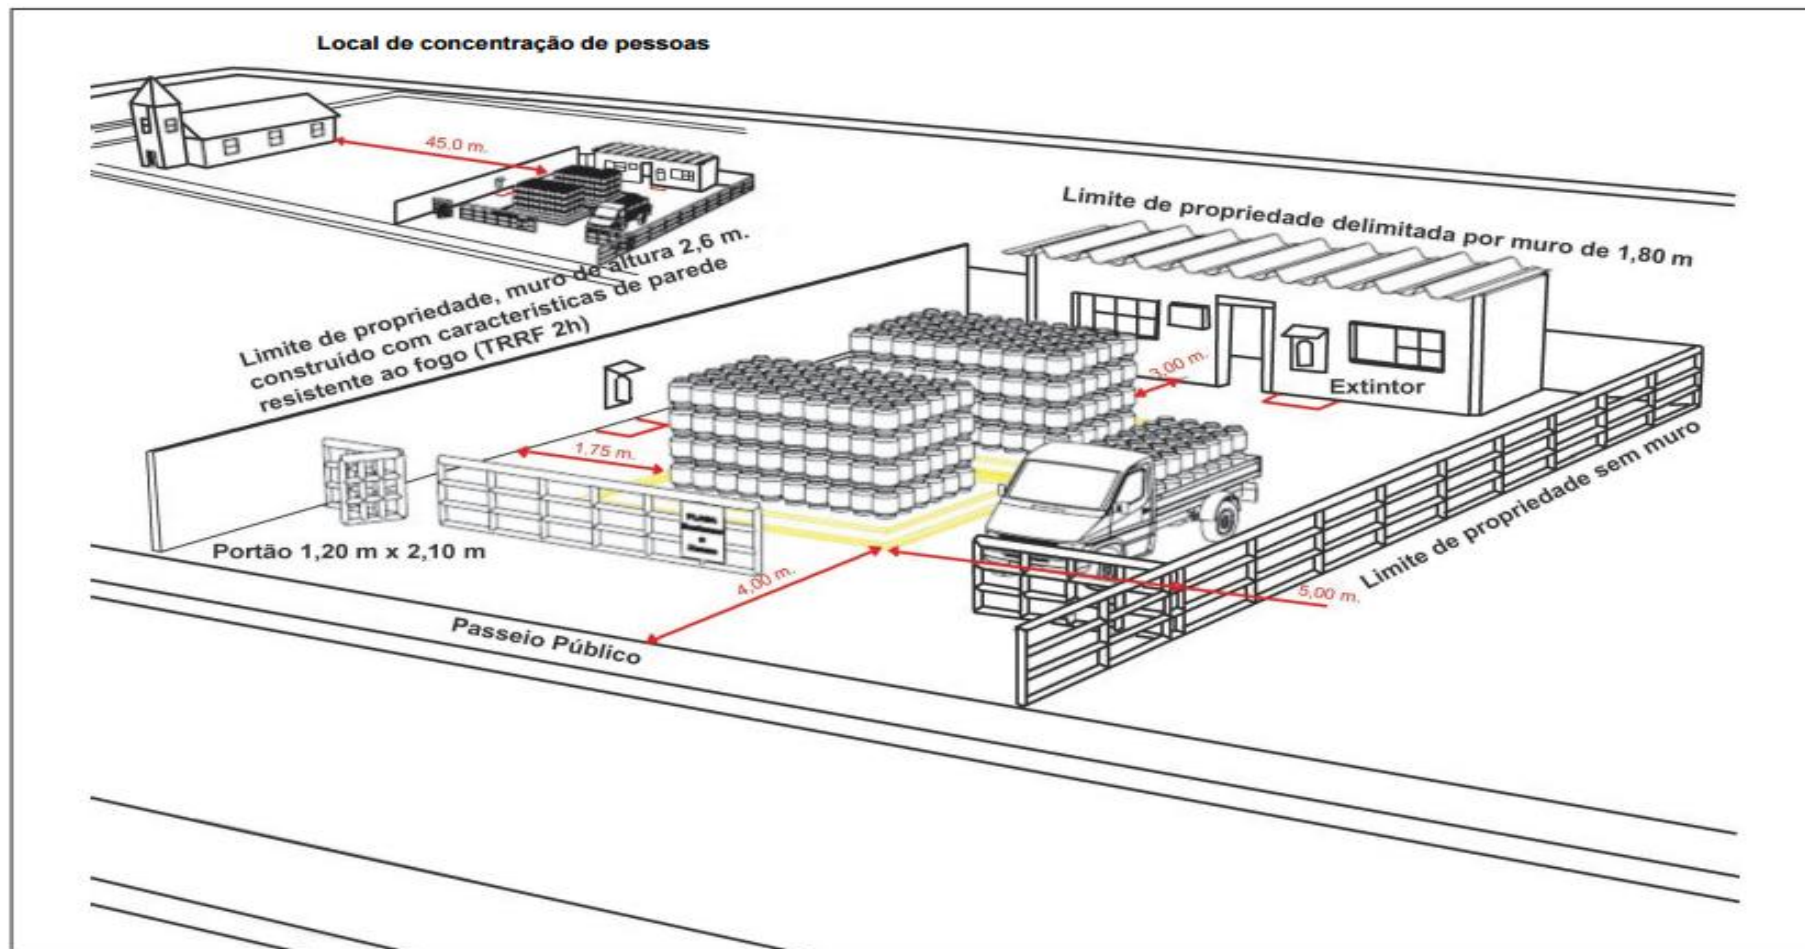 Local de concentração de pessoas
45.0 m.
Limite de propriedade delimitada por muro de 1,80 m
Limite de propriedade, muro de altura 2,6 m.
construído com características de parede
resistente ao fogo (TRRF 2h)
3,00 m.
Extintor
1,75 m.
Limite de propriedade sem muro
Portão 1,20 m x 2,10 m
4,00 m.
5,00 m.
Passeio Público